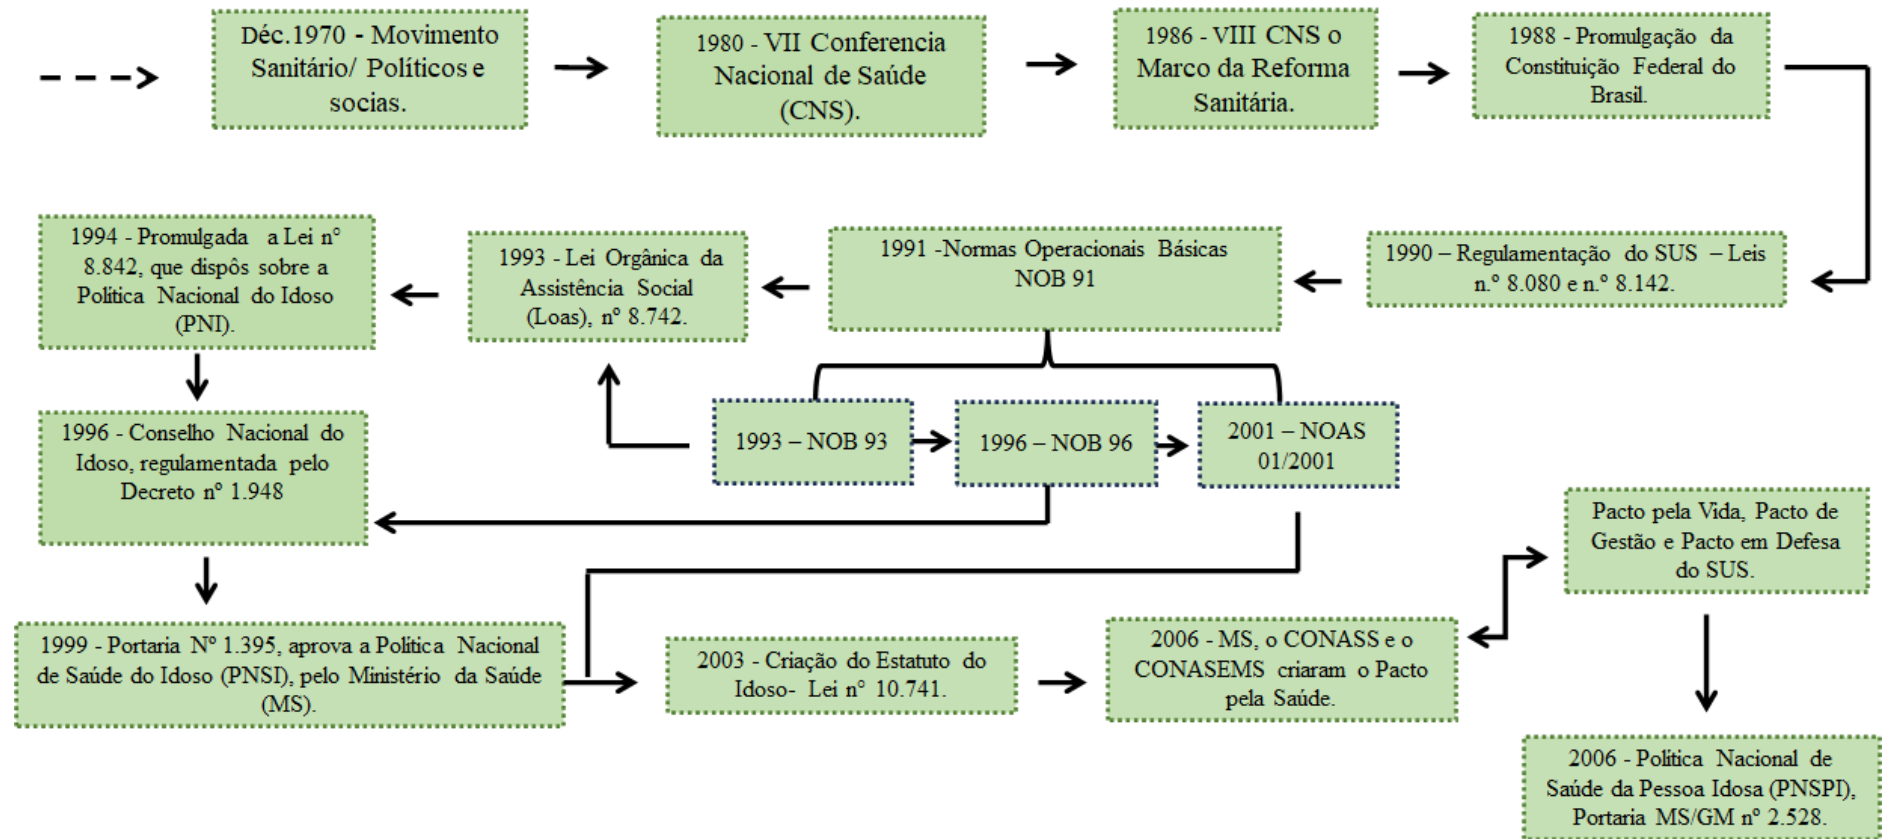 Déc.1970 - Movimento
Sanitário/ Políticos e
socias.
1980 - VII Conferencia
Nacional de Saúde
(CNS).
1986 - VIII CNS o
Marco da Reforma
Sanitária.
1988 - Promulgação da
Constituição Federal do
Brasil.
1990 – Regulamentação do SUS – Leis
n.º 8.080 e n.º 8.142.
1991 -Normas Operacionais Básicas
NOB 91
1993 - Lei Orgânica da
Assistência Social
(Loas), nº 8.742.
1994 - Promulgada a Lei nº
8.842, que dispôs sobre a
Política Nacional do Idoso
(PNI).
1993 – NOB 93
1996 – NOB 96
2001 – NOAS
01/2001
1996 - Conselho Nacional do
Idoso, regulamentada pelo
Decreto nº 1.948
1999 - Portaria Nº 1.395, aprova a Política Nacional
de Saúde do Idoso (PNSI), pelo Ministério da Saúde
(MS).
2003 - Criação do Estatuto do
Idoso- Lei nº 10.741.
2006 - MS, o CONASS e o
CONASEMS criaram o Pacto
pela Saúde.
Pacto pela Vida, Pacto de
Gestão e Pacto em Defesa
do SUS.
2006 - Política Nacional de
Saúde da Pessoa Idosa (PNSPI),
Portaria MS/GM nº 2.528.